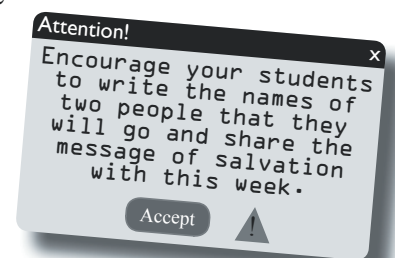 Attention!
x
Encourage your students
to write the names of
two people that they
will go and share the
message of salvation
with this week.
Accept
!